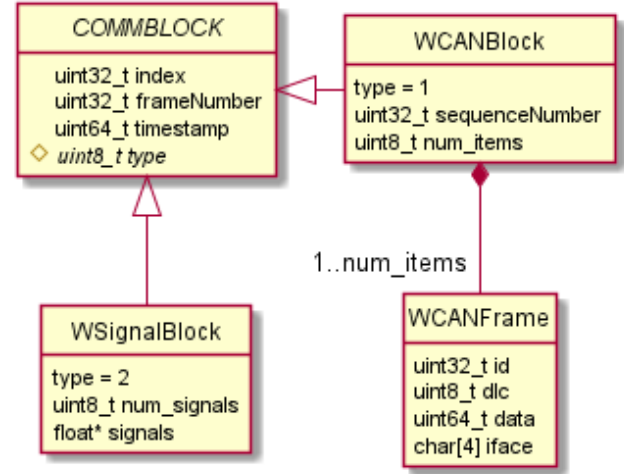 COMMBLOCK
uint32_t index
uint32_t frameNumber
uint64_t timestamp
uint8_t type
WCANBlock
type = 1
uint32_t sequenceNumber
uint8_t num_items
1..num_items
WSignalBlock
type = 2
uint8_t num_signals
float* signals
WCANFrame
uint32_t id
uint8_t dlc
uint64_t data
char[4] iface